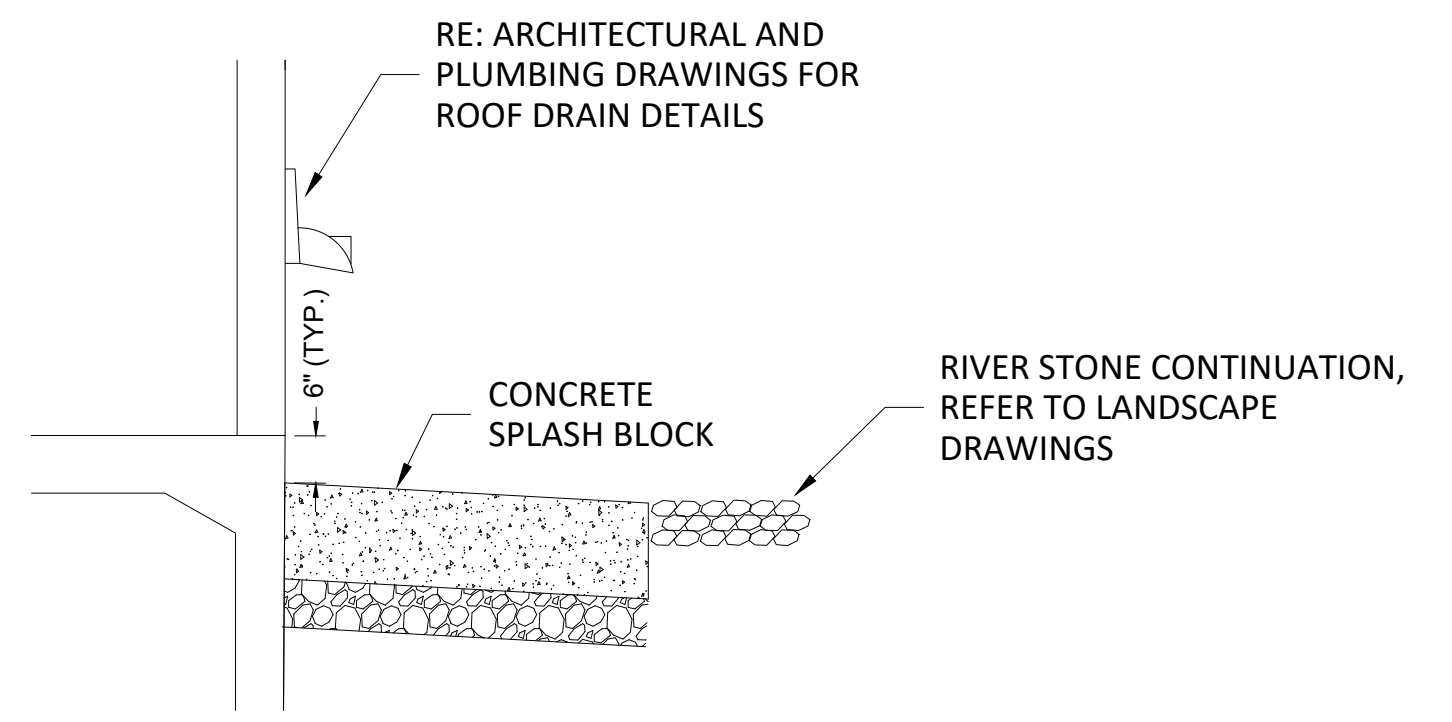 RE: ARCHITECTURAL AND
PLUMBING DRAWINGS FOR
ROOF DRAIN DETAILS
6" (TYP.)
CONCRETE
SPLASH BLOCK
RIVER STONE CONTINUATION,
REFER TO LANDSCAPE
DRAWINGS